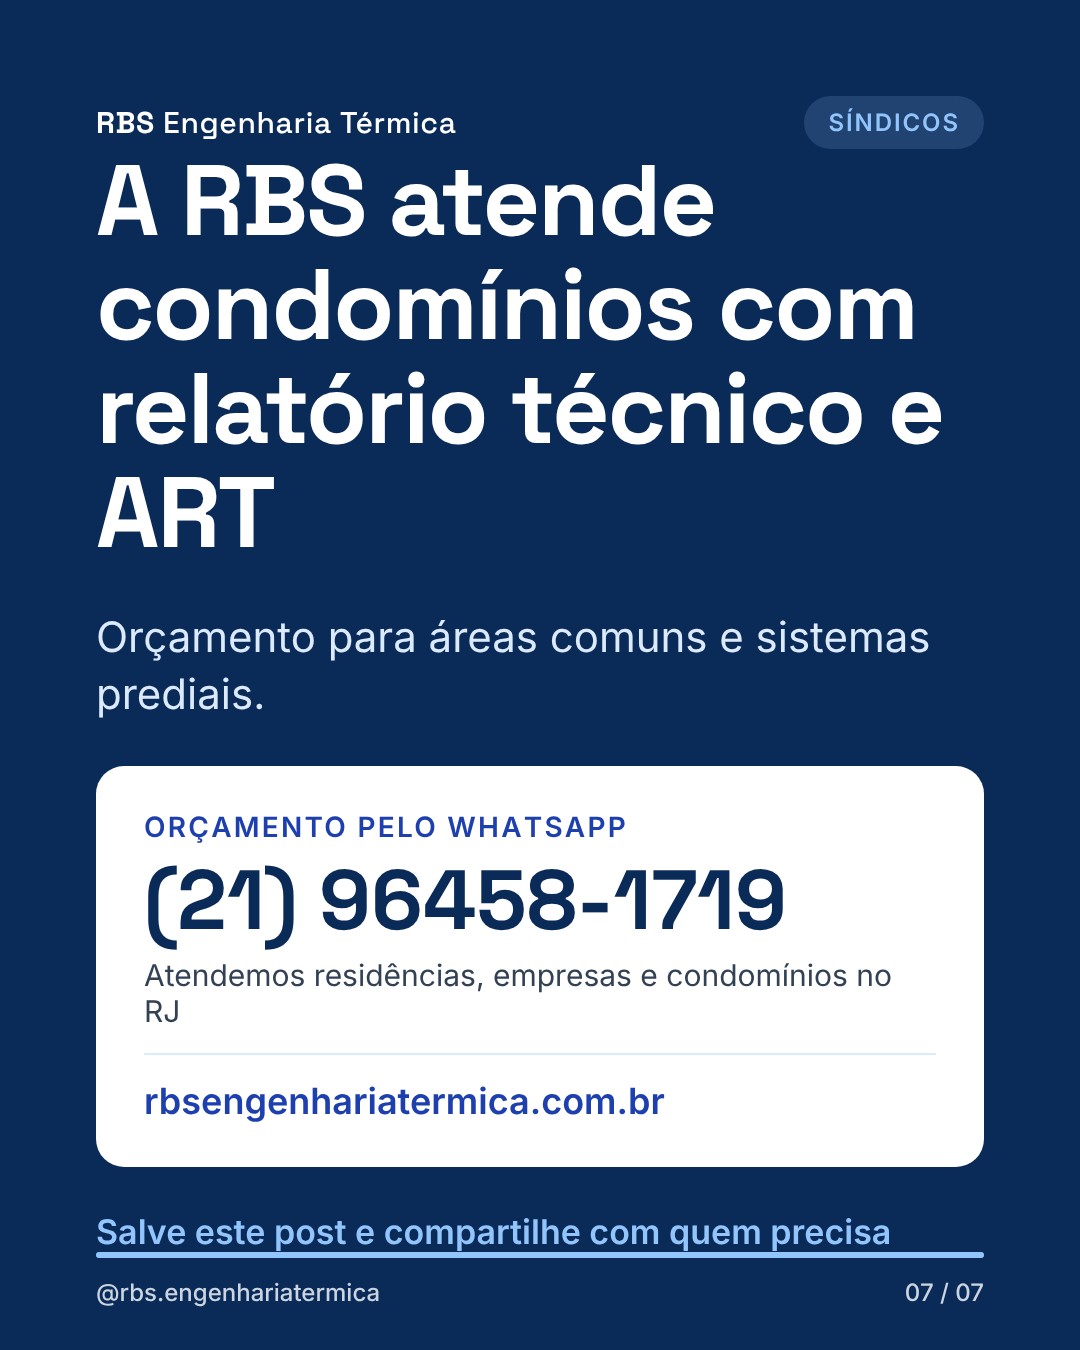 RBS Engenharia Térmica
SÍNDICOS
A RBS atende
condomínios com
relatório técnico e
ART
Orçamento para áreas comuns e sistemas
prediais.
ORÇAMENTO PELO WHATSAPP
(21) 96458-1719
Atendemos residências, empresas e condomínios no
RJ
rbsengenhariatermica.com.br
Salve este post e compartilhe com quem precisa
@rbs.engenhariatermica
07 / 07